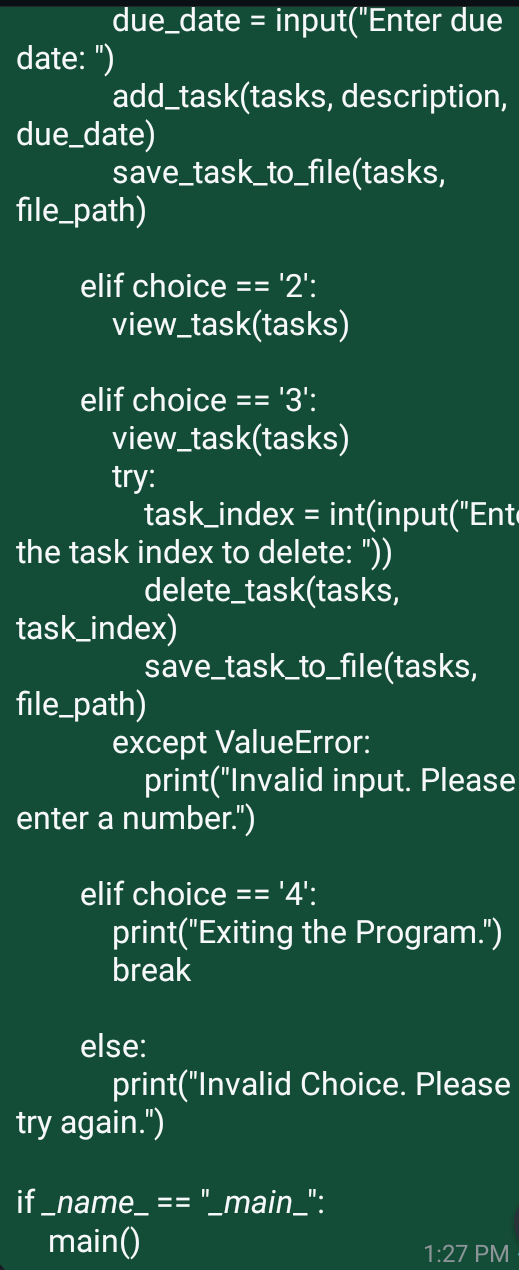 due_date = input("Enter due
date: ")
add_task(tasks, description,
due_date)
save_task_to_file(tasks,
file_path)
elif choice == '2':
view_task(tasks)
elif choice == '3':
view_task(tasks)
try:
task_index = int(input("Ente
the task index to delete: "))
delete_task(tasks,
task_index)
save_task_to_file(tasks,
file_path)
except ValueError:
print("Invalid input. Please
enter a number.")
elif choice == '4':
print("Exiting the Program.")
break
else:
print("Invalid Choice. Please
try again.")
if _name_ == "_main_":
main()
1:27 PM